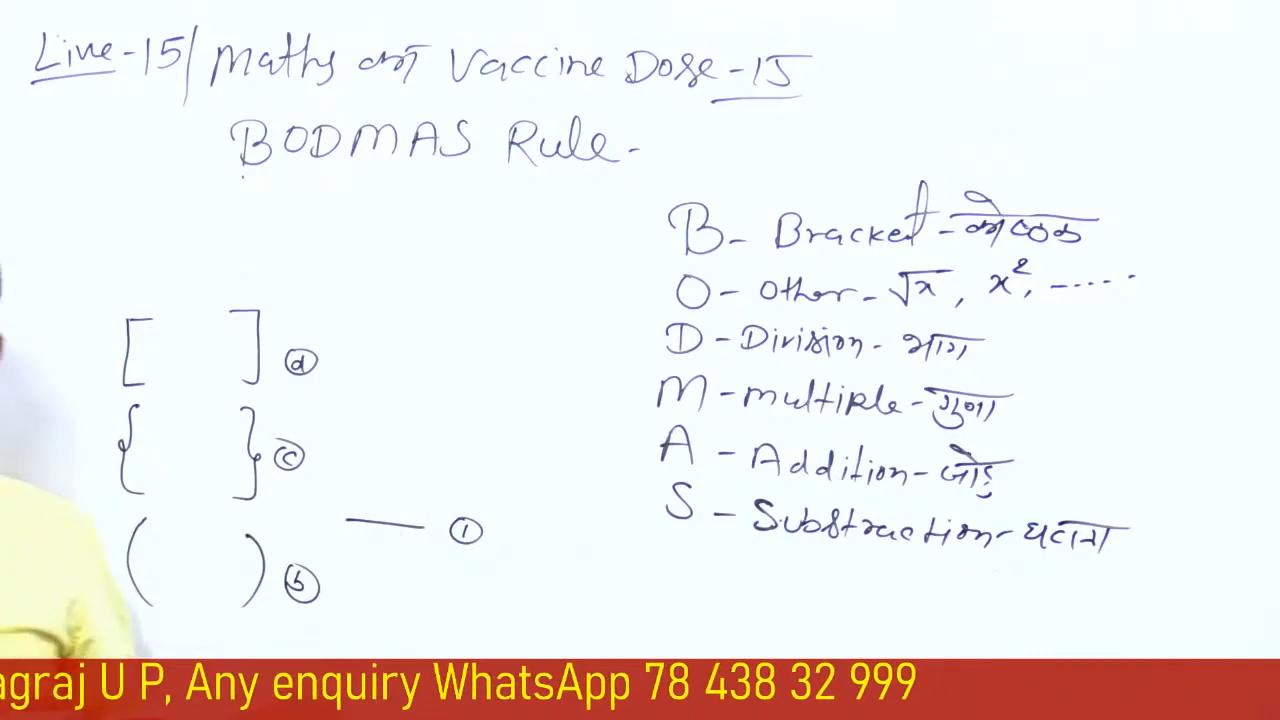 Live-15/ Maths का Vaccine Dose-15
BODMAS Rule-
B- Bracket - कोष्ठक
O- Other - √x, x², -----
D- Division - भाग
M - multiple - गुणा
A - Addition - जोड़
S - Substraction - घटाना
[ ] ⓓ
{ } ⓒ
— ①
( ) ⓑ
agraj U P, Any enquiry WhatsApp 78 438 32 999